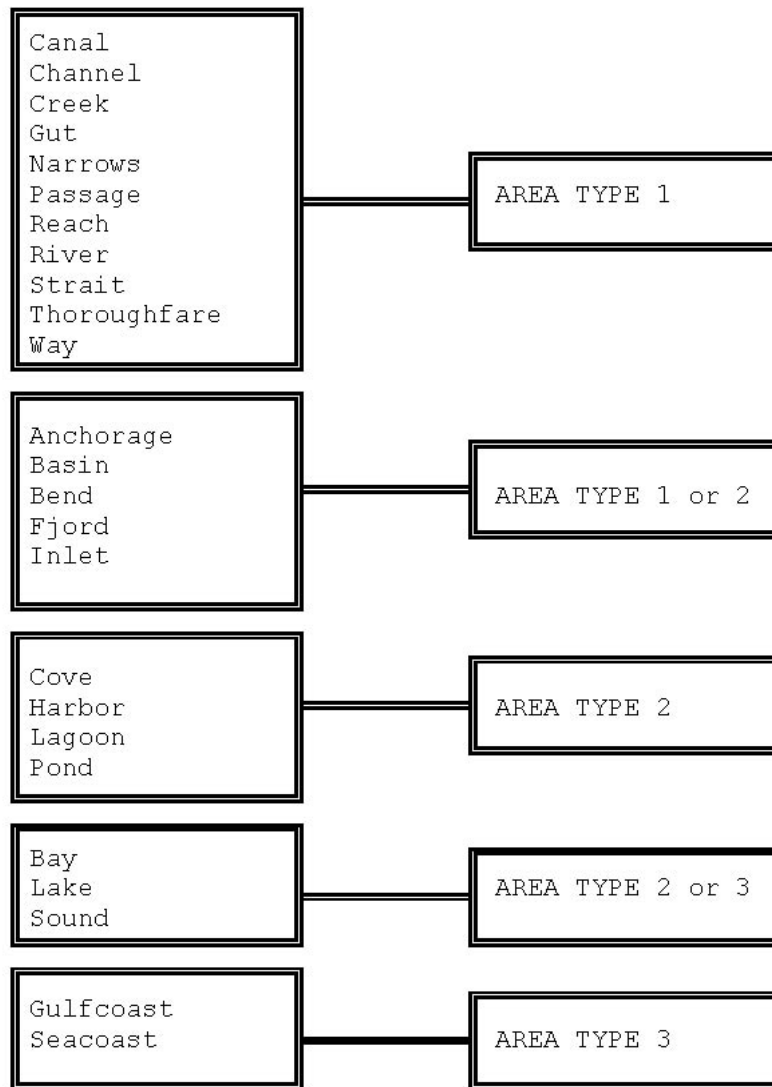 Canal
Channel
Creek
Gut
Narrows
Passage
Reach
River
Strait
Thoroughfare
Way
AREA TYPE 1
Anchorage
Basin
Bend
Fjord
Inlet
AREA TYPE 1 or 2
Cove
Harbor
Lagoon
Pond
AREA TYPE 2
Bay
Lake
Sound
AREA TYPE 2 or 3
Gulfcoast
Seacoast
AREA TYPE 3